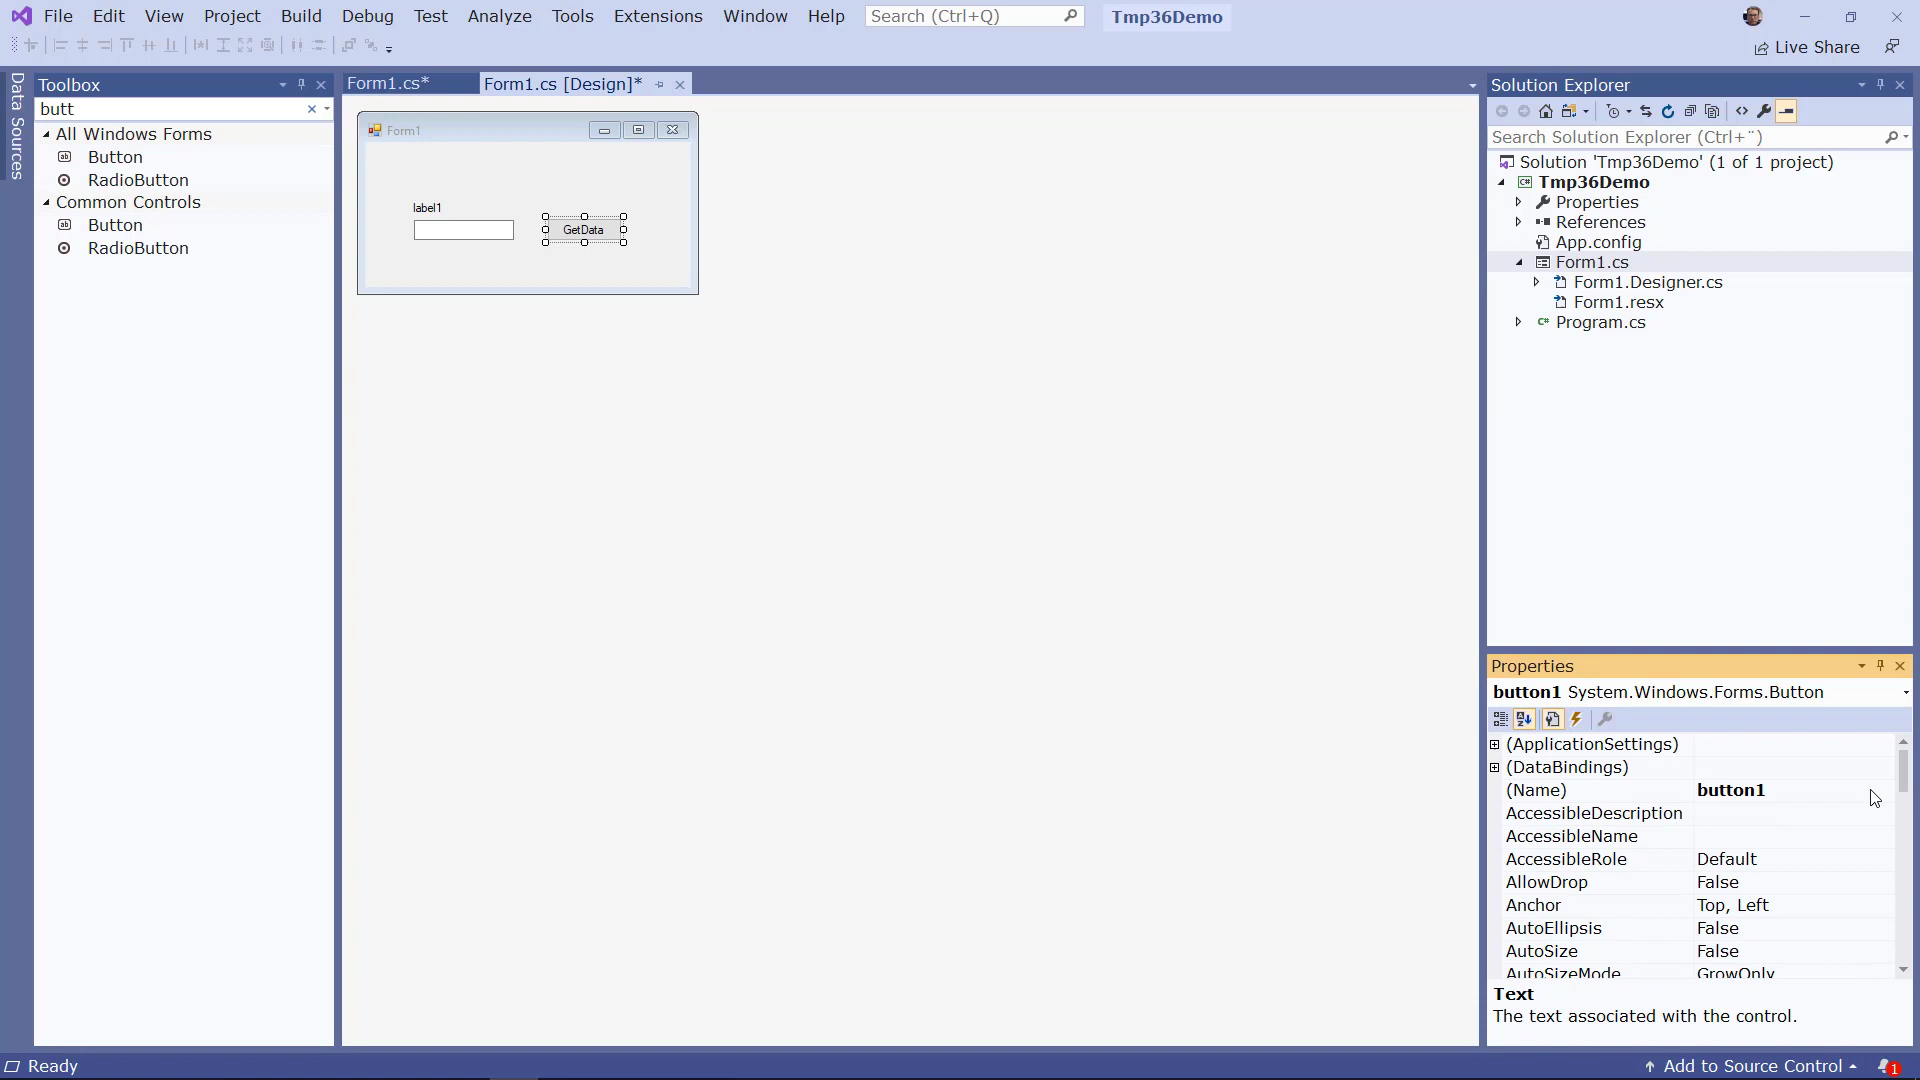 File Edit View Project Build Debug Test Analyze Tools Extensions Window Help Search (Ctrl+Q) Tmp36Demo
Live Share
Data Sources
Toolbox
butt
All Windows Forms
Button
RadioButton
Common Controls
Button
RadioButton
Form1.cs* Form1.cs [Design]*
Form1
label1
GetData
Solution Explorer
Search Solution Explorer (Ctrl+¨)
Solution 'Tmp36Demo' (1 of 1 project)
Tmp36Demo
Properties
References
App.config
Form1.cs
Form1.Designer.cs
Form1.resx
Program.cs
Properties
button1 System.Windows.Forms.Button
(ApplicationSettings)
(DataBindings)
(Name) button1
AccessibleDescription
AccessibleName
AccessibleRole Default
AllowDrop False
Anchor Top, Left
AutoEllipsis False
AutoSize False
AutoSizeMode GrowOnly
Text
The text associated with the control.
Ready
Add to Source Control 1